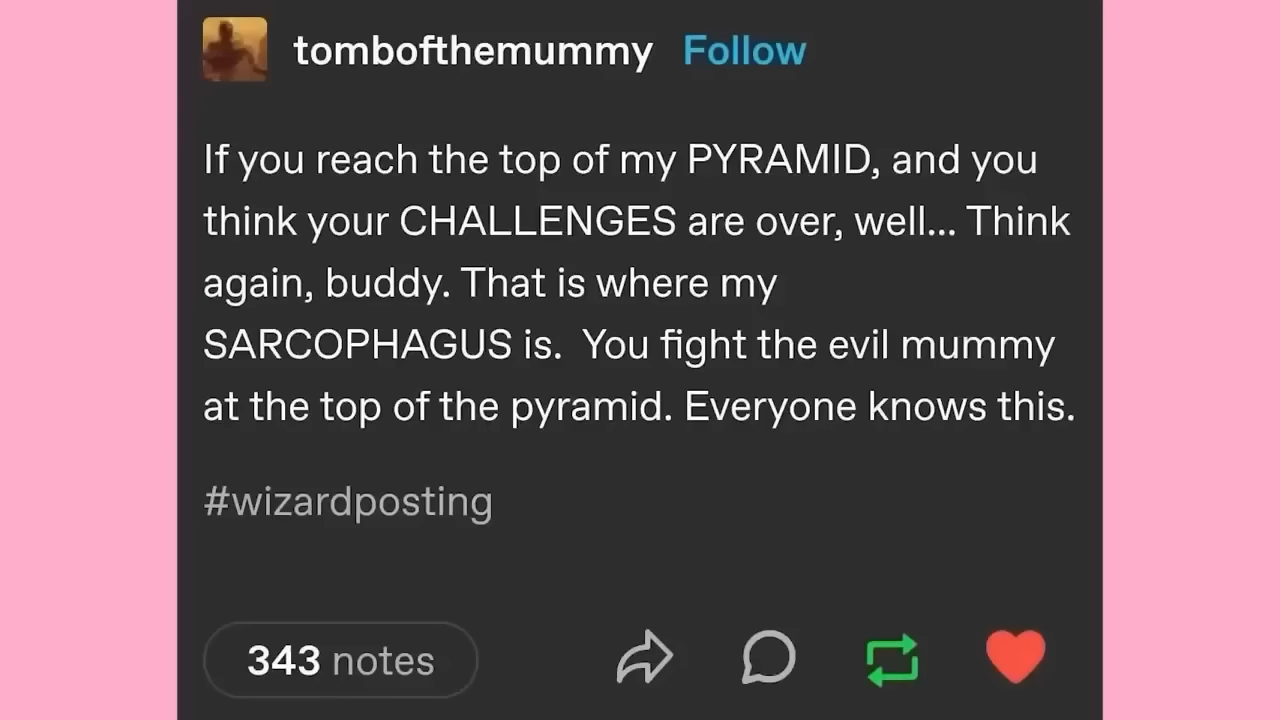 tombofthemummy Follow
If you reach the top of my PYRAMID, and you
think your CHALLENGES are over, well... Think
again, buddy. That is where my
SARCOPHAGUS is.  You fight the evil mummy
at the top of the pyramid. Everyone knows this.
#wizardposting
343 notes